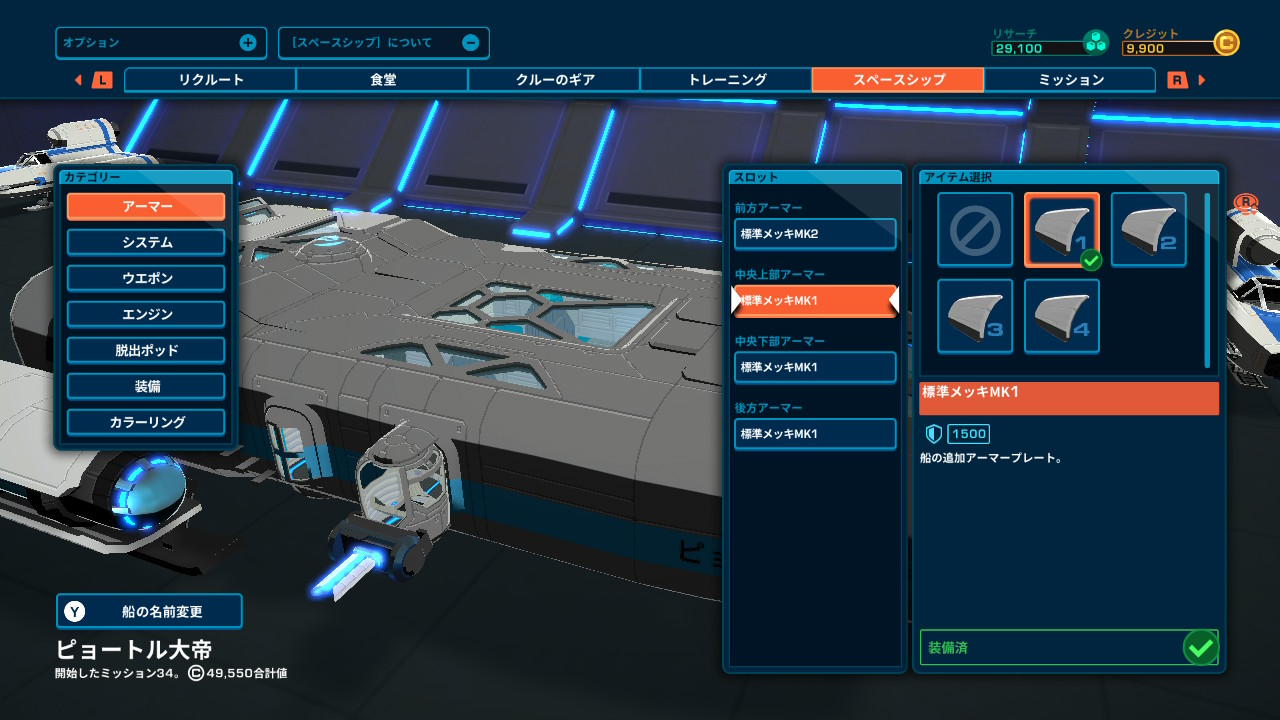 オプション
[スペースシップ] について
リサーチ
29,100
クレジット
9,900
L
リクルート
食堂
クルーのギア
トレーニング
スペースシップ
ミッション
R
カテゴリー
アーマー
システム
ウエポン
エンジン
脱出ポッド
装備
カラーリング
スロット
前方アーマー
標準メッキMK2
中央上部アーマー
標準メッキMK1
中央下部アーマー
標準メッキMK1
後方アーマー
標準メッキMK1
アイテム選択
1
2
3
4
R
標準メッキMK1
1500
船の追加アーマープレート。
装備済
ピョ
Y 船の名前変更
ピョートル大帝
開始したミッション34。 C 49,550合計値